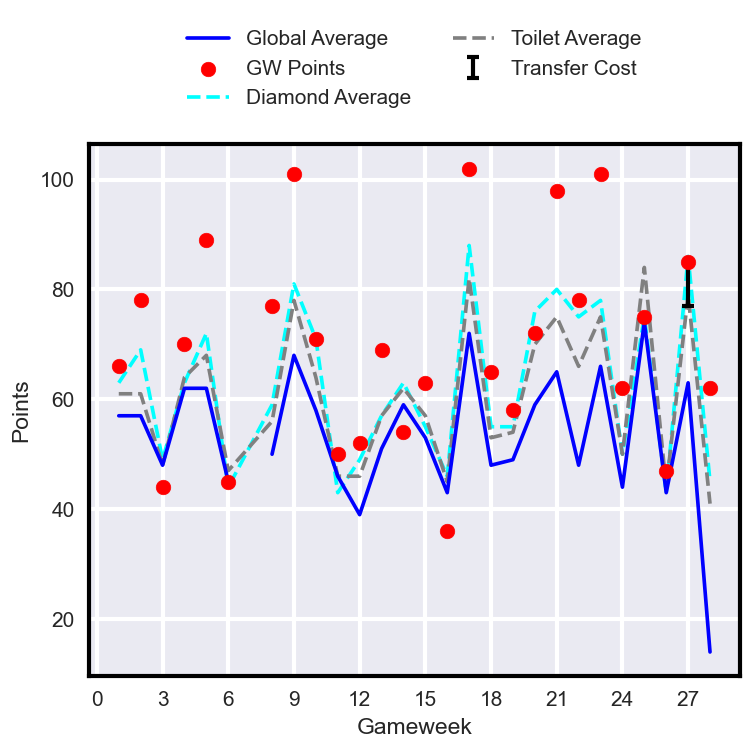 Global Average
GW Points
Diamond Average
Toilet Average
Transfer Cost
Points
100
80
60
40
20
0 3 6 9 12 15 18 21 24 27
Gameweek